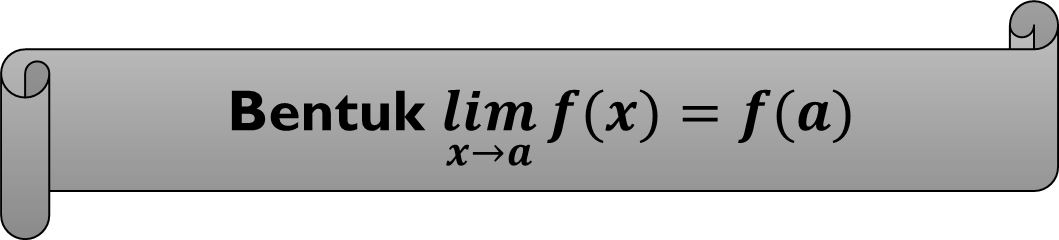 Bentuk lim f(x) = f(a)
x→a